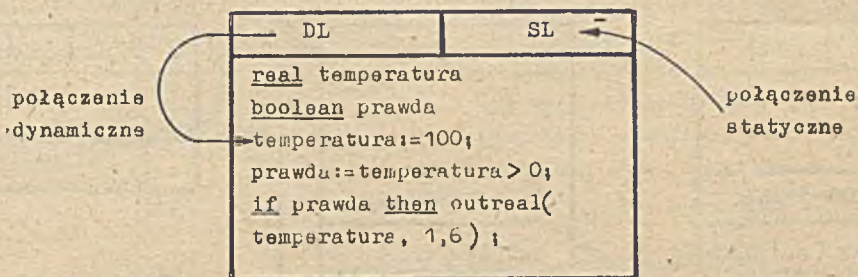 DL SL
połączenie
dynamiczne
połączenie
statyczne
real temperatura
boolean prawda
temperatura:=100;
prawda:=temperatura > 0;
if prawda then outreal(
temperatura, 1,6) ;